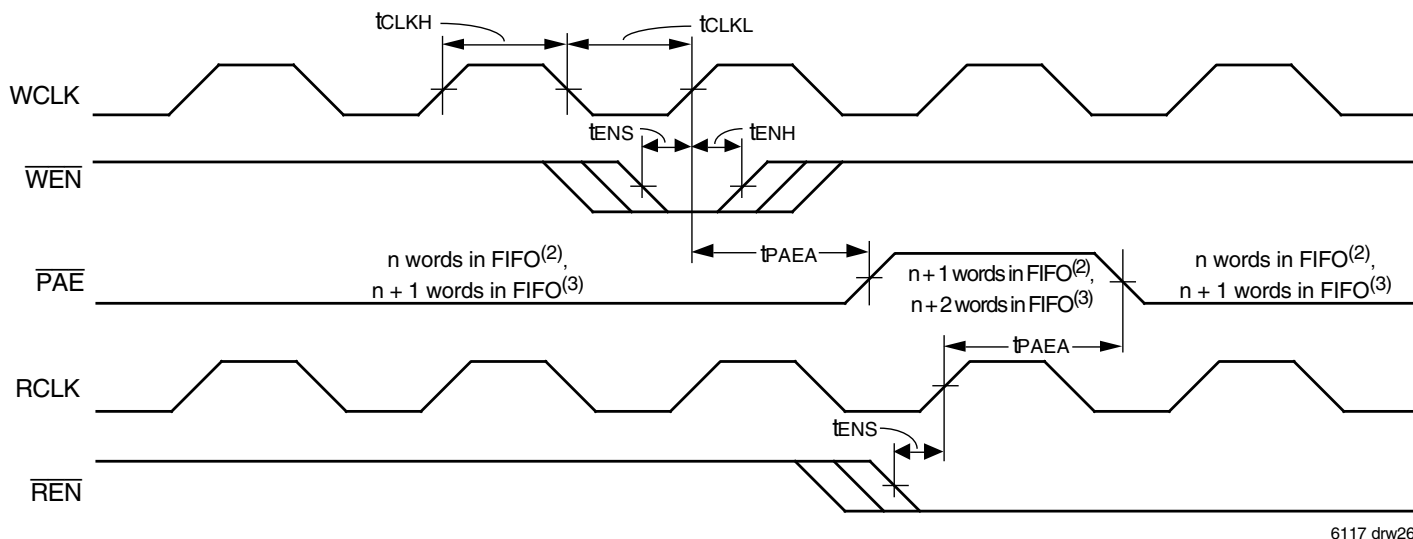 tCLKH
tCLKL
WCLK
tENS
tENH
WEN
tPAEA
PAE
n words in FIFO(2),
n + 1 words in FIFO(3)
n + 1 words in FIFO(2),
n + 2 words in FIFO(3)
n words in FIFO(2),
n + 1 words in FIFO(3)
tPAEA
RCLK
tENS
REN
6117 drw26